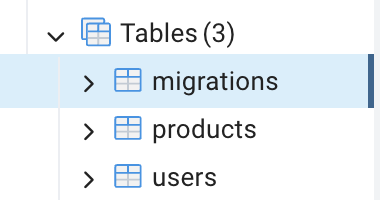 Tables (3)
migrations
products
users